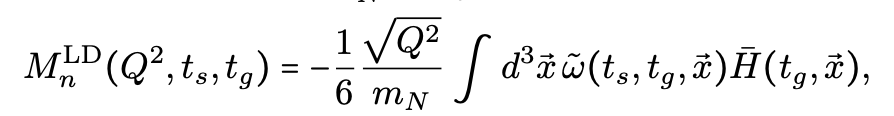 $$M_n^{\mathrm{LD}}(Q^2, t_s, t_g) = -\frac{1}{6} \frac{\sqrt{Q^2}}{m_N} \int d^3\vec{x}\, \tilde{\omega}(t_s, t_g, \vec{x}) \bar{H}(t_g, \vec{x}),$$